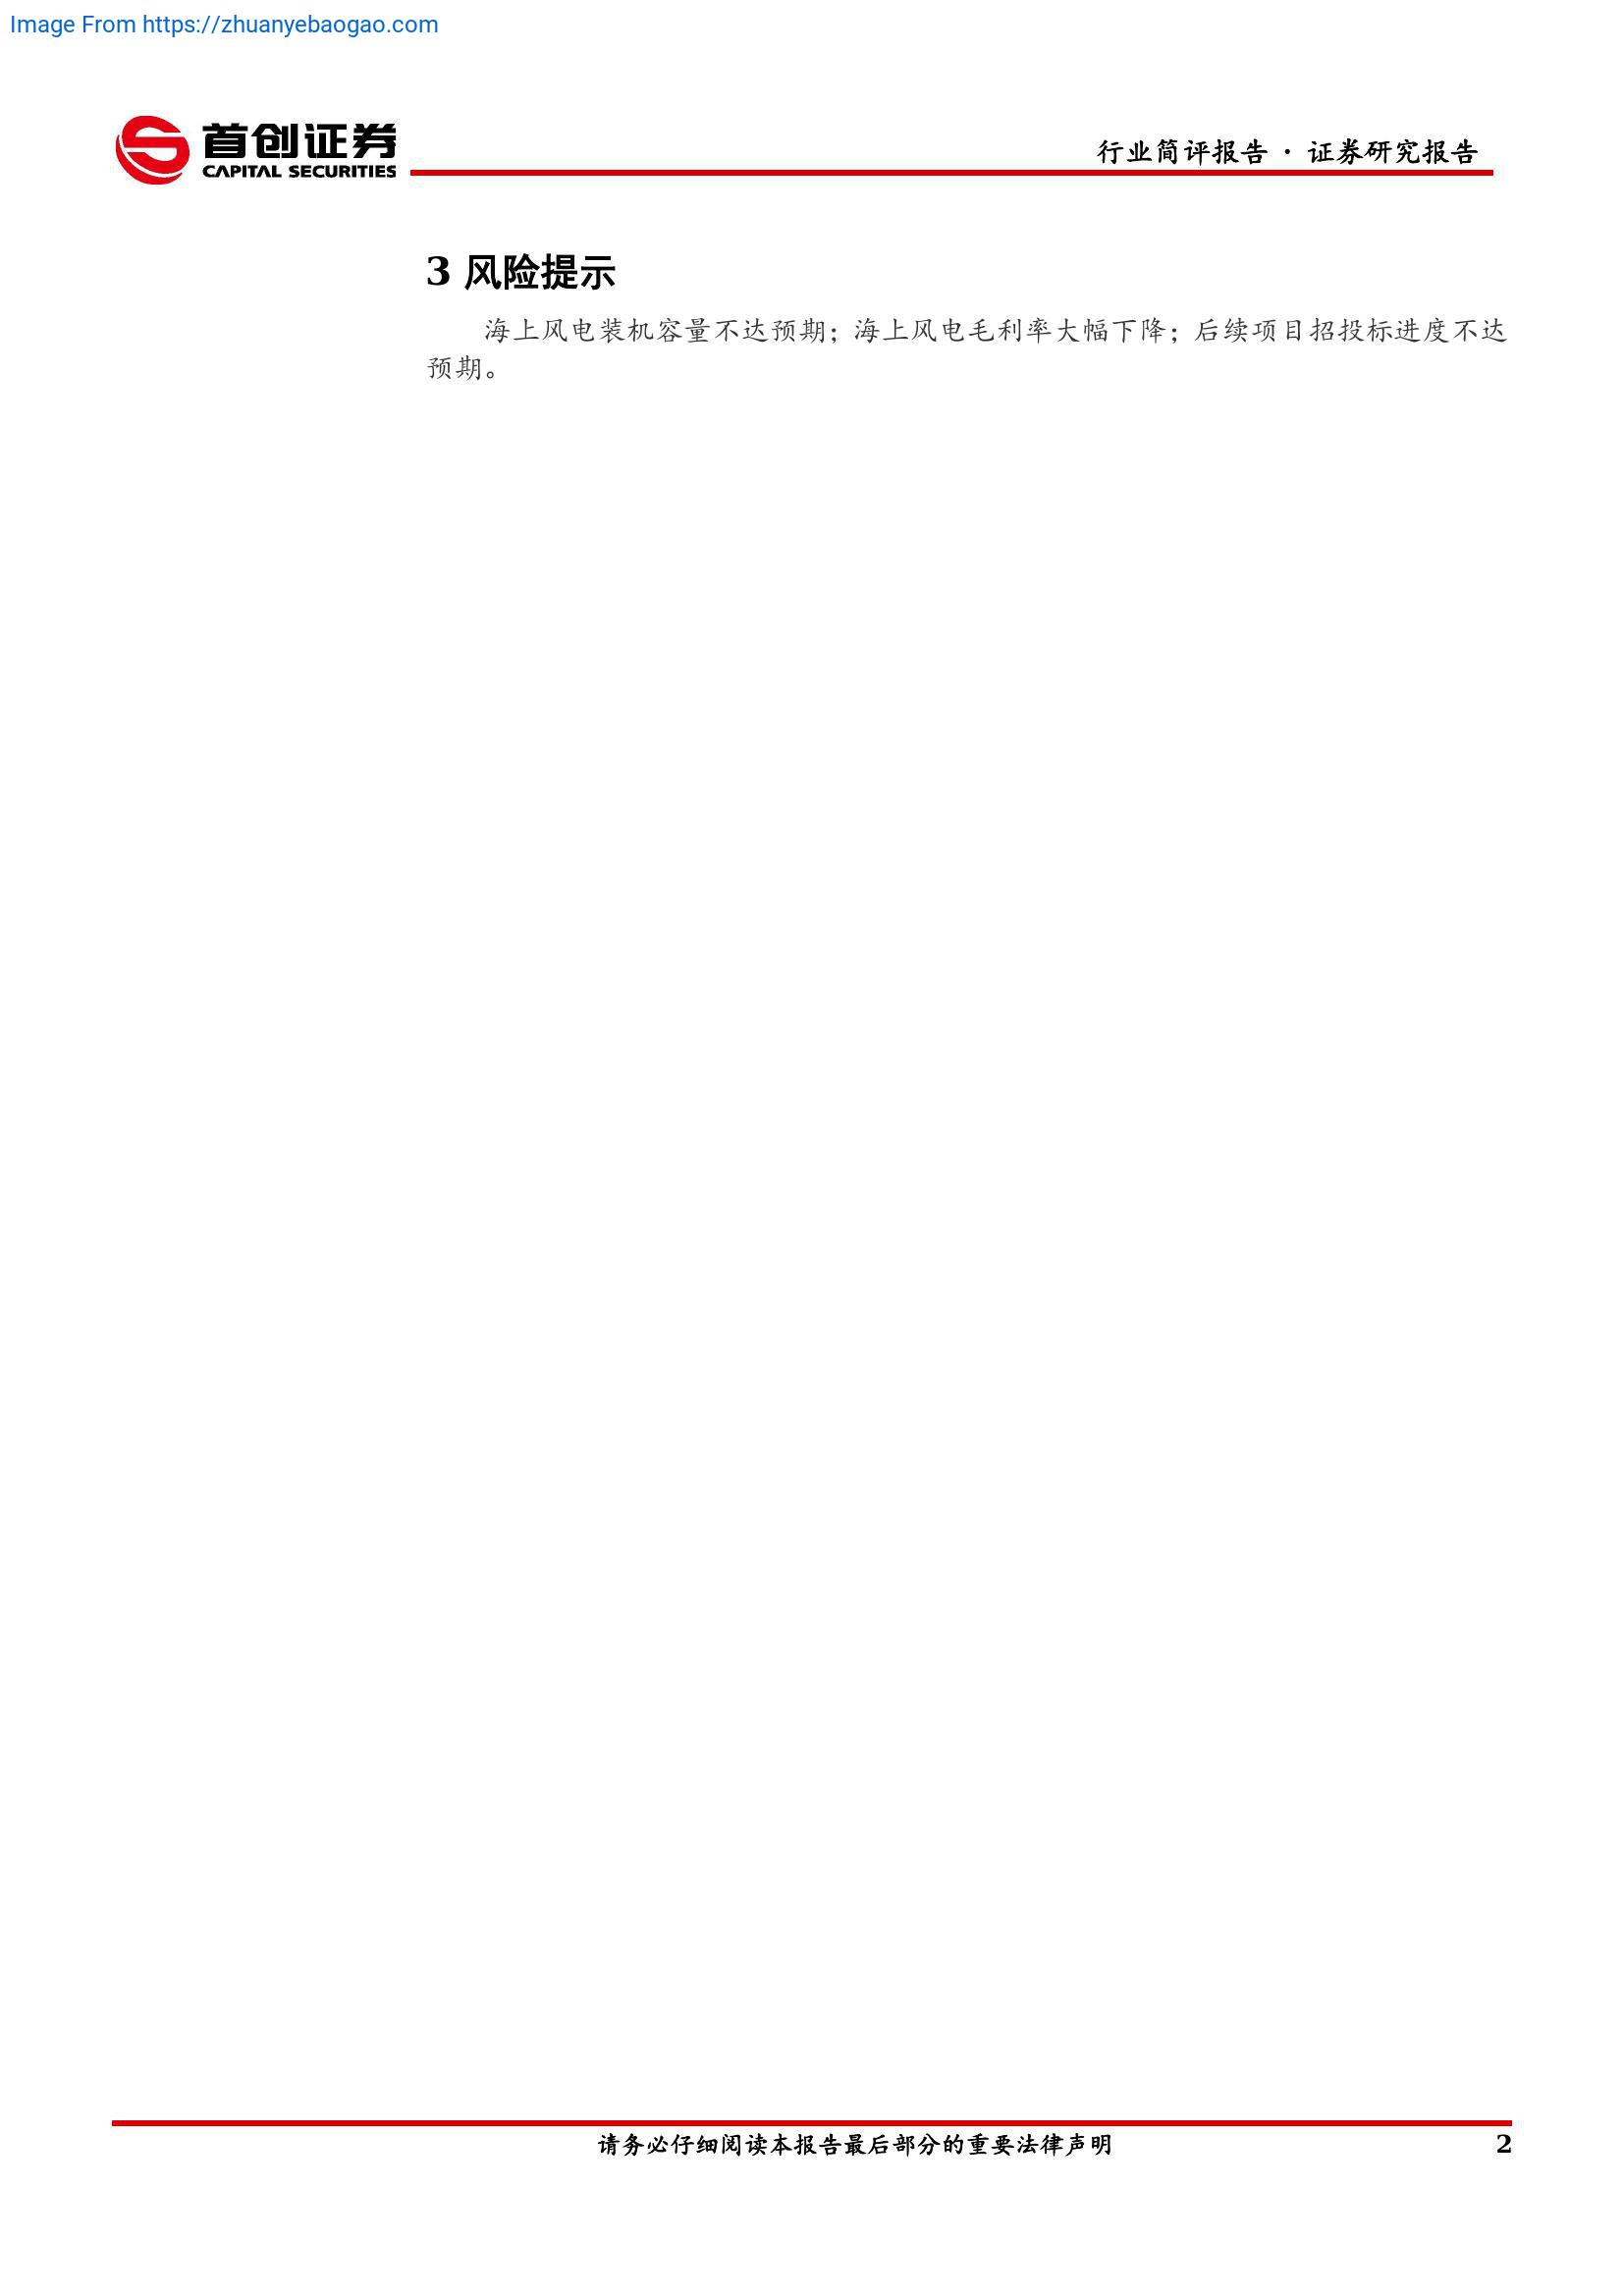 Image From https://zhuanyebaogao.com
首创证券
CAPITAL SECURITIES
行业简评报告 · 证券研究报告
3 风险提示
海上风电装机容量不达预期；海上风电毛利率大幅下降；后续项目招投标进度不达
预期。
请务必仔细阅读本报告最后部分的重要法律声明
2